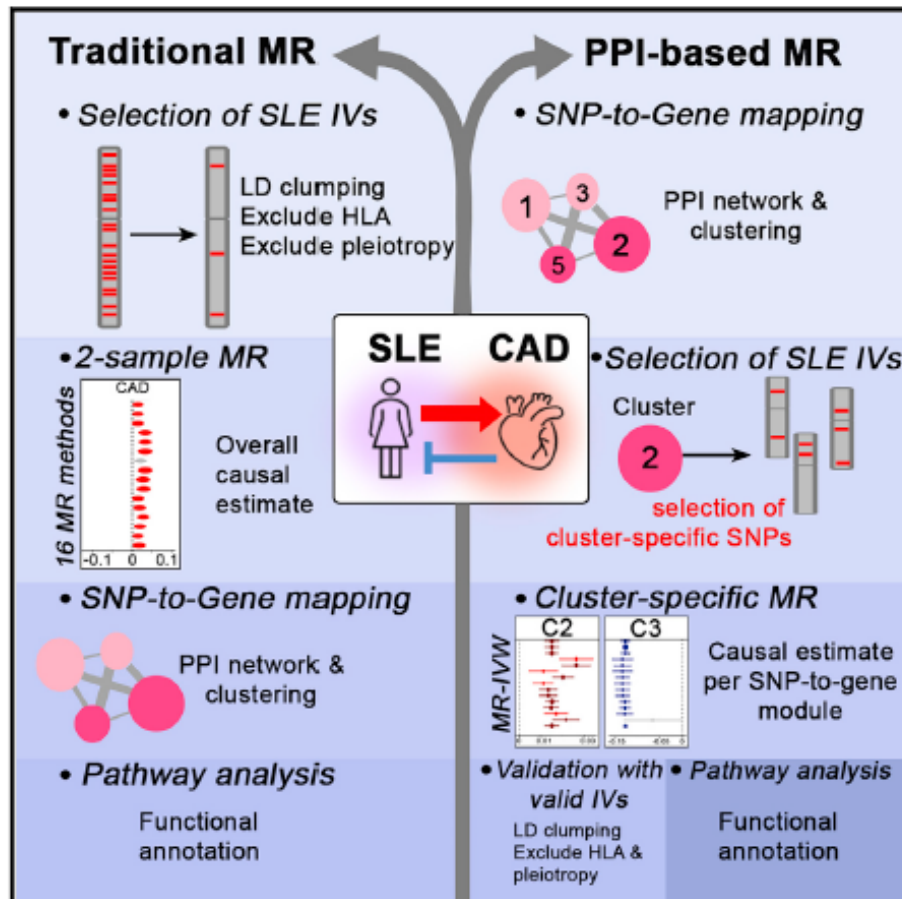 Traditional MR
• Selection of SLE IVs
LD clumping
Exclude HLA
Exclude pleiotropy
• 2-sample MR
16 MR methods
CAD
-0.1 0 0.1
Overall
causal
estimate
• SNP-to-Gene mapping
PPI network &
clustering
• Pathway analysis
Functional
annotation
SLE CAD
PPI-based MR
• SNP-to-Gene mapping
1
3
5
2
PPI network &
clustering
• Selection of SLE IVs
Cluster
2
selection of
cluster-specific SNPs
• Cluster-specific MR
MR-IVW
C2 C3
Causal estimate
per SNP-to-gene
module
• Validation with
valid IVs
LD clumping
Exclude HLA &
pleiotropy
• Pathway analysis
Functional
annotation